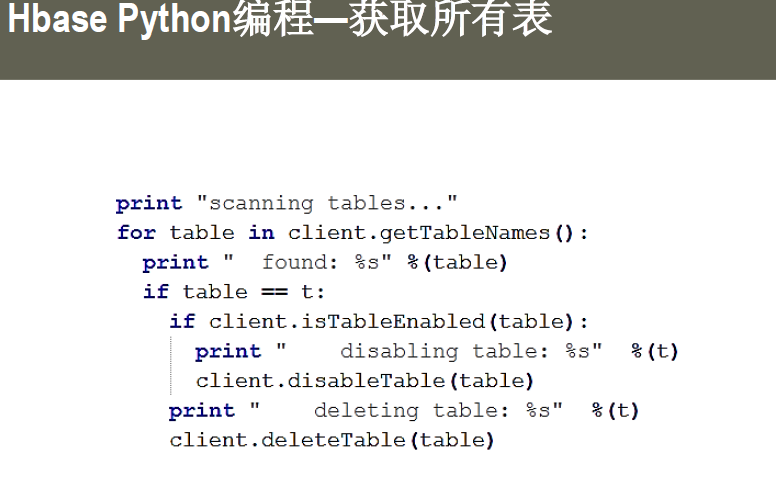 Hbase Python编程—获取所有表
print "scanning tables..."
for table in client.getTableNames():
  print "  found: %s" %(table)
  if table == t:
    if client.isTableEnabled(table):
      print "    disabling table: %s"  %(t)
      client.disableTable(table)
    print "    deleting table: %s"  %(t)
    client.deleteTable(table)